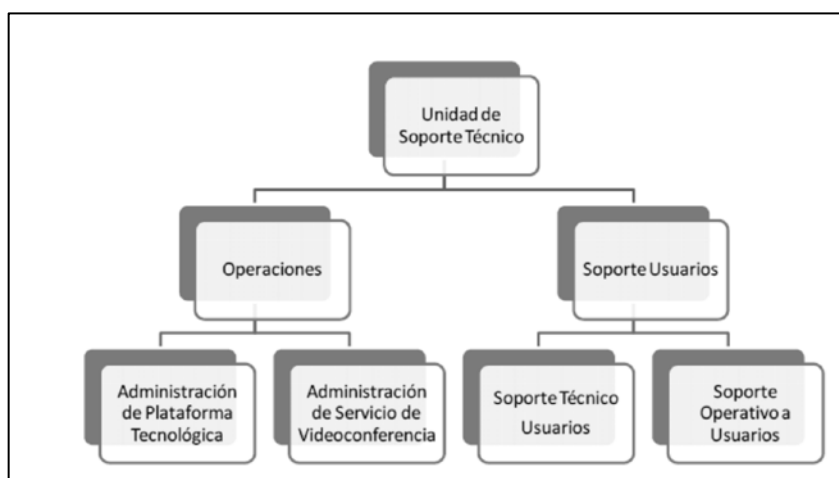 Unidad de
Soporte Técnico
Operaciones
Soporte Usuarios
Administración
de Plataforma
Tecnológica
Administración
de Servicio de
Videoconferencia
Soporte Técnico
Usuarios
Soporte
Operativo a
Usuarios